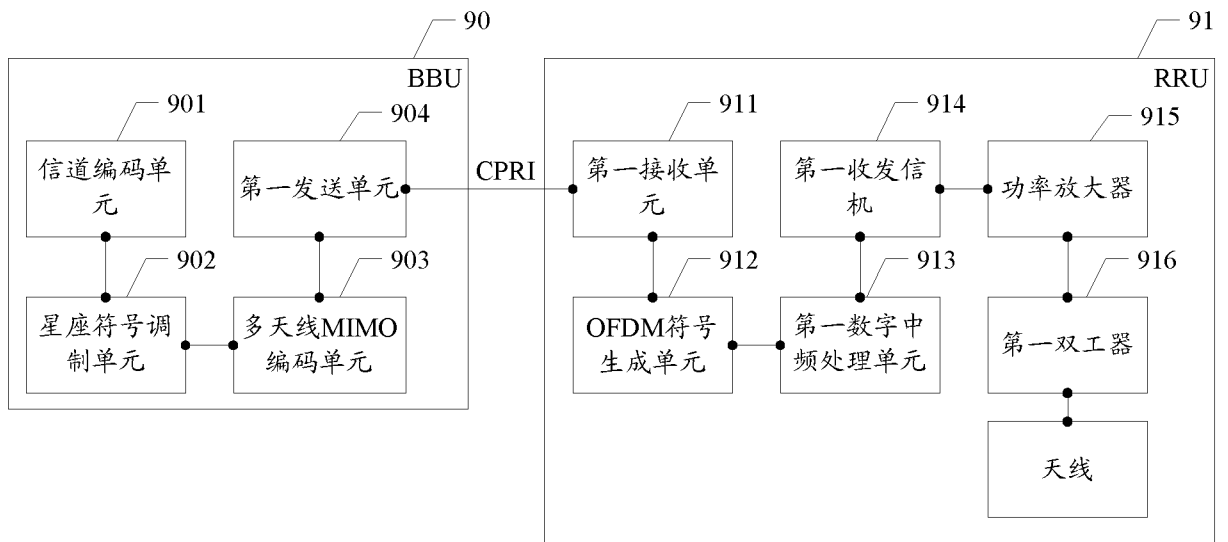 90
BBU
901
信道编码单
元
904
第一发送单元
902
星座符号调
制单元
903
多天线MIMO
编码单元
CPRI
91
RRU
911
第一接收单
元
914
第一收发信
机
915
功率放大器
912
OFDM符号
生成单元
913
第一数字中
频处理单元
916
第一双工器
天线